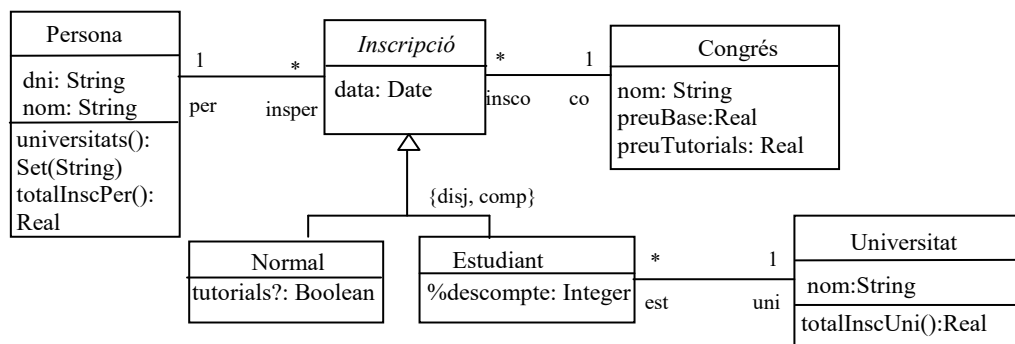 Persona
dni: String
nom: String
universitats():
Set(String)
totalInscPer():
Real
1
per
*
insper
Inscripció
data: Date
*
insco
1
co
Congrés
nom: String
preuBase:Real
preuTutorials: Real
{disj, comp}
Normal
tutorials?: Boolean
Estudiant
%descompte: Integer
*
est
1
uni
Universitat
nom:String
totalInscUni():Real